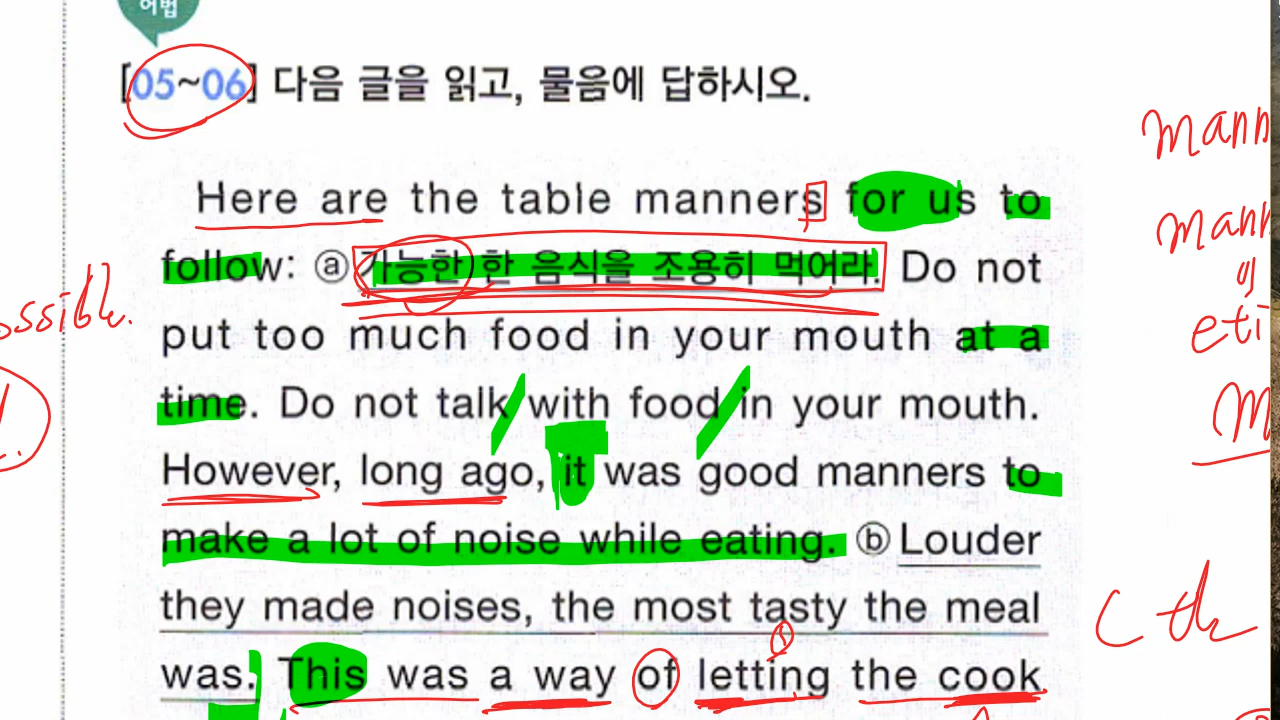 어법
[05~06] 다음 글을 읽고, 물음에 답하시오.
Here are the table manners for us to
follow: ⓐ 가능한 한 음식을 조용히 먹어라. Do not
put too much food in your mouth at a
time. Do not talk with food in your mouth.
However, long ago, it was good manners to
make a lot of noise while eating. ⓑ Louder
they made noises, the most tasty the meal
was. This was a way of letting the cook
ossible.
mann
mann
eti
M